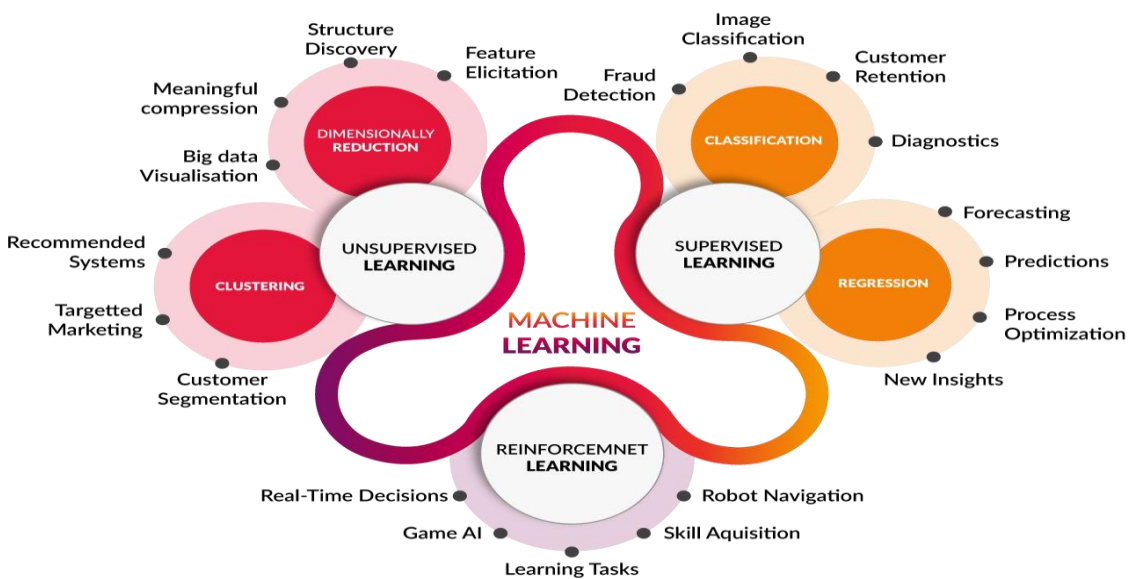 Structure
Discovery
Feature
Elicitation
Meaningful
compression
Big data
Visualisation
DIMENSIONALLY
REDUCTION
Recommended
Systems
Targetted
Marketing
Customer
Segmentation
CLUSTERING
UNSUPERVISED
LEARNING
Image
Classification
Customer
Retention
Fraud
Detection
Diagnostics
CLASSIFICATION
SUPERVISED
LEARNING
Forecasting
Predictions
Process
Optimization
New Insights
REGRESSION
MACHINE
LEARNING
REINFORCEMNET
LEARNING
Real-Time Decisions
Robot Navigation
Game AI
Skill Aquisition
Learning Tasks